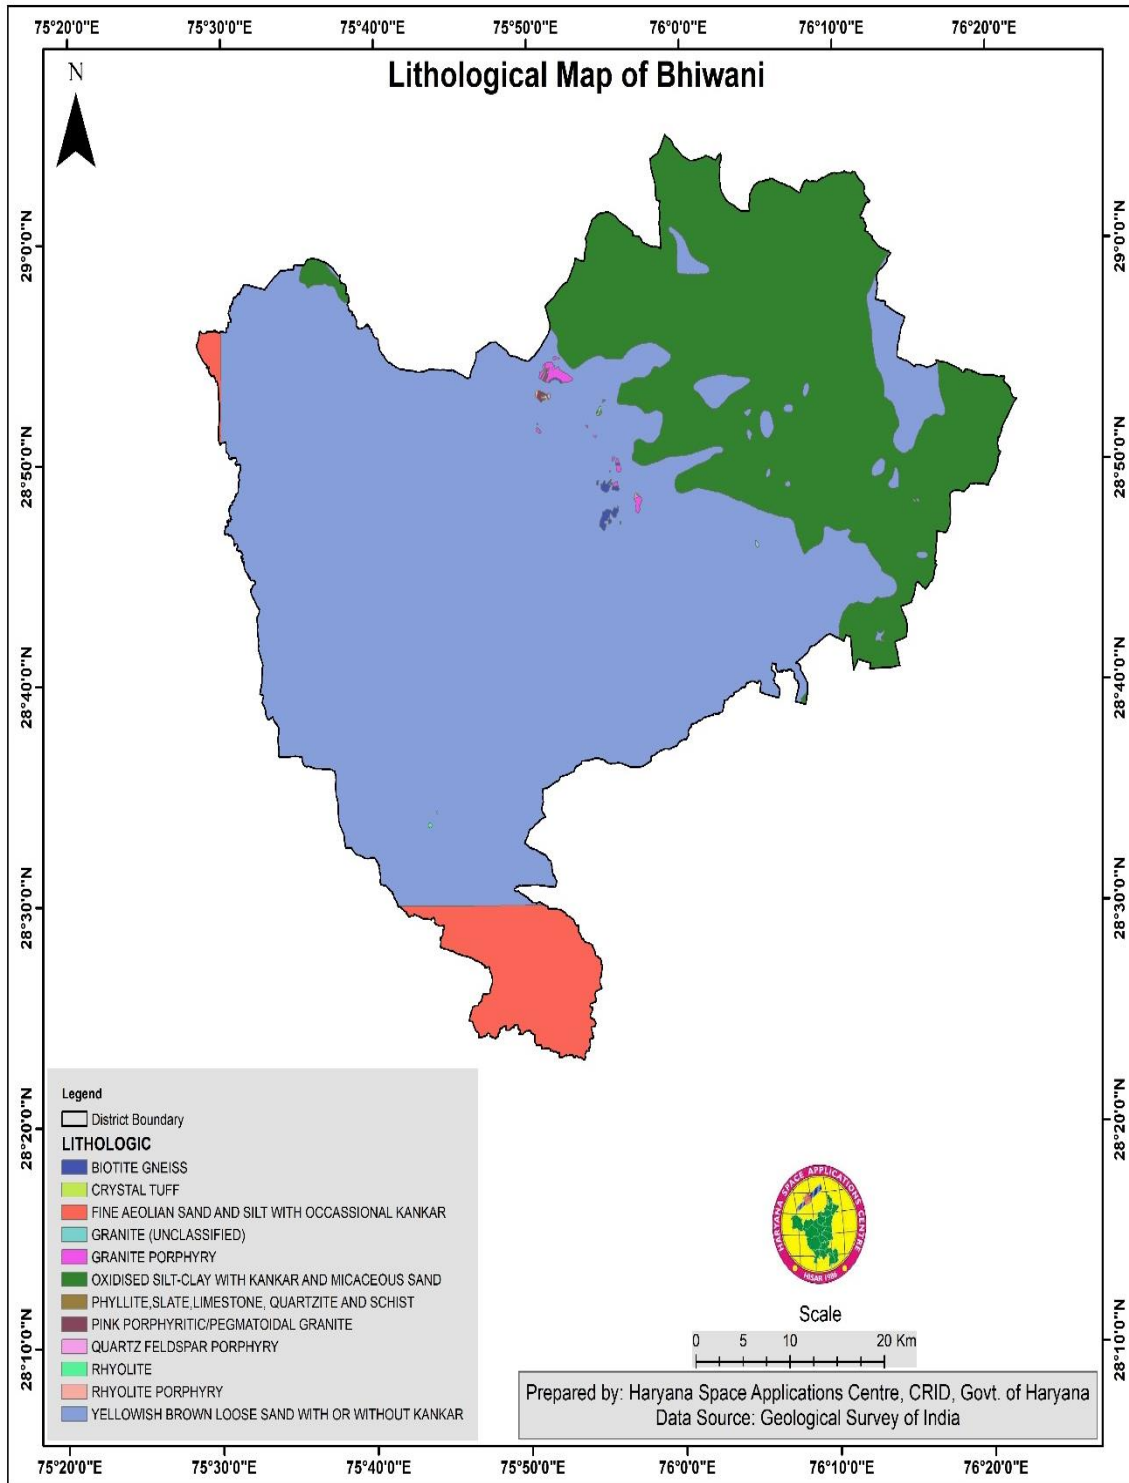 75°20'0"E 75°30'0"E 75°40'0"E 75°50'0"E 76°0'0"E 76°10'0"E 76°20'0"E
N
Lithological Map of Bhiwani
29°0'0"N
28°50'0"N
28°40'0"N
28°30'0"N
28°20'0"N
28°10'0"N
29°0'0"N
28°50'0"N
28°40'0"N
28°30'0"N
28°20'0"N
28°10'0"N
Legend
District Boundary
LITHOLOGIC
BIOTITE GNEISS
CRYSTAL TUFF
FINE AEOLIAN SAND AND SILT WITH OCCASSIONAL KANKAR
GRANITE (UNCLASSIFIED)
GRANITE PORPHYRY
OXIDISED SILT-CLAY WITH KANKAR AND MICACEOUS SAND
PHYLLITE,SLATE,LIMESTONE, QUARTZITE AND SCHIST
PINK PORPHYRITIC/PEGMATOIDAL GRANITE
QUARTZ FELDSPAR PORPHYRY
RHYOLITE
RHYOLITE PORPHYRY
YELLOWISH BROWN LOOSE SAND WITH OR WITHOUT KANKAR
HARYANA SPACE APPLICATIONS CENTRE
HISAR 1986
Scale
0 5 10 20 Km
Prepared by: Haryana Space Applications Centre, CRID, Govt. of Haryana
Data Source: Geological Survey of India
75°20'0"E 75°30'0"E 75°40'0"E 75°50'0"E 76°0'0"E 76°10'0"E 76°20'0"E